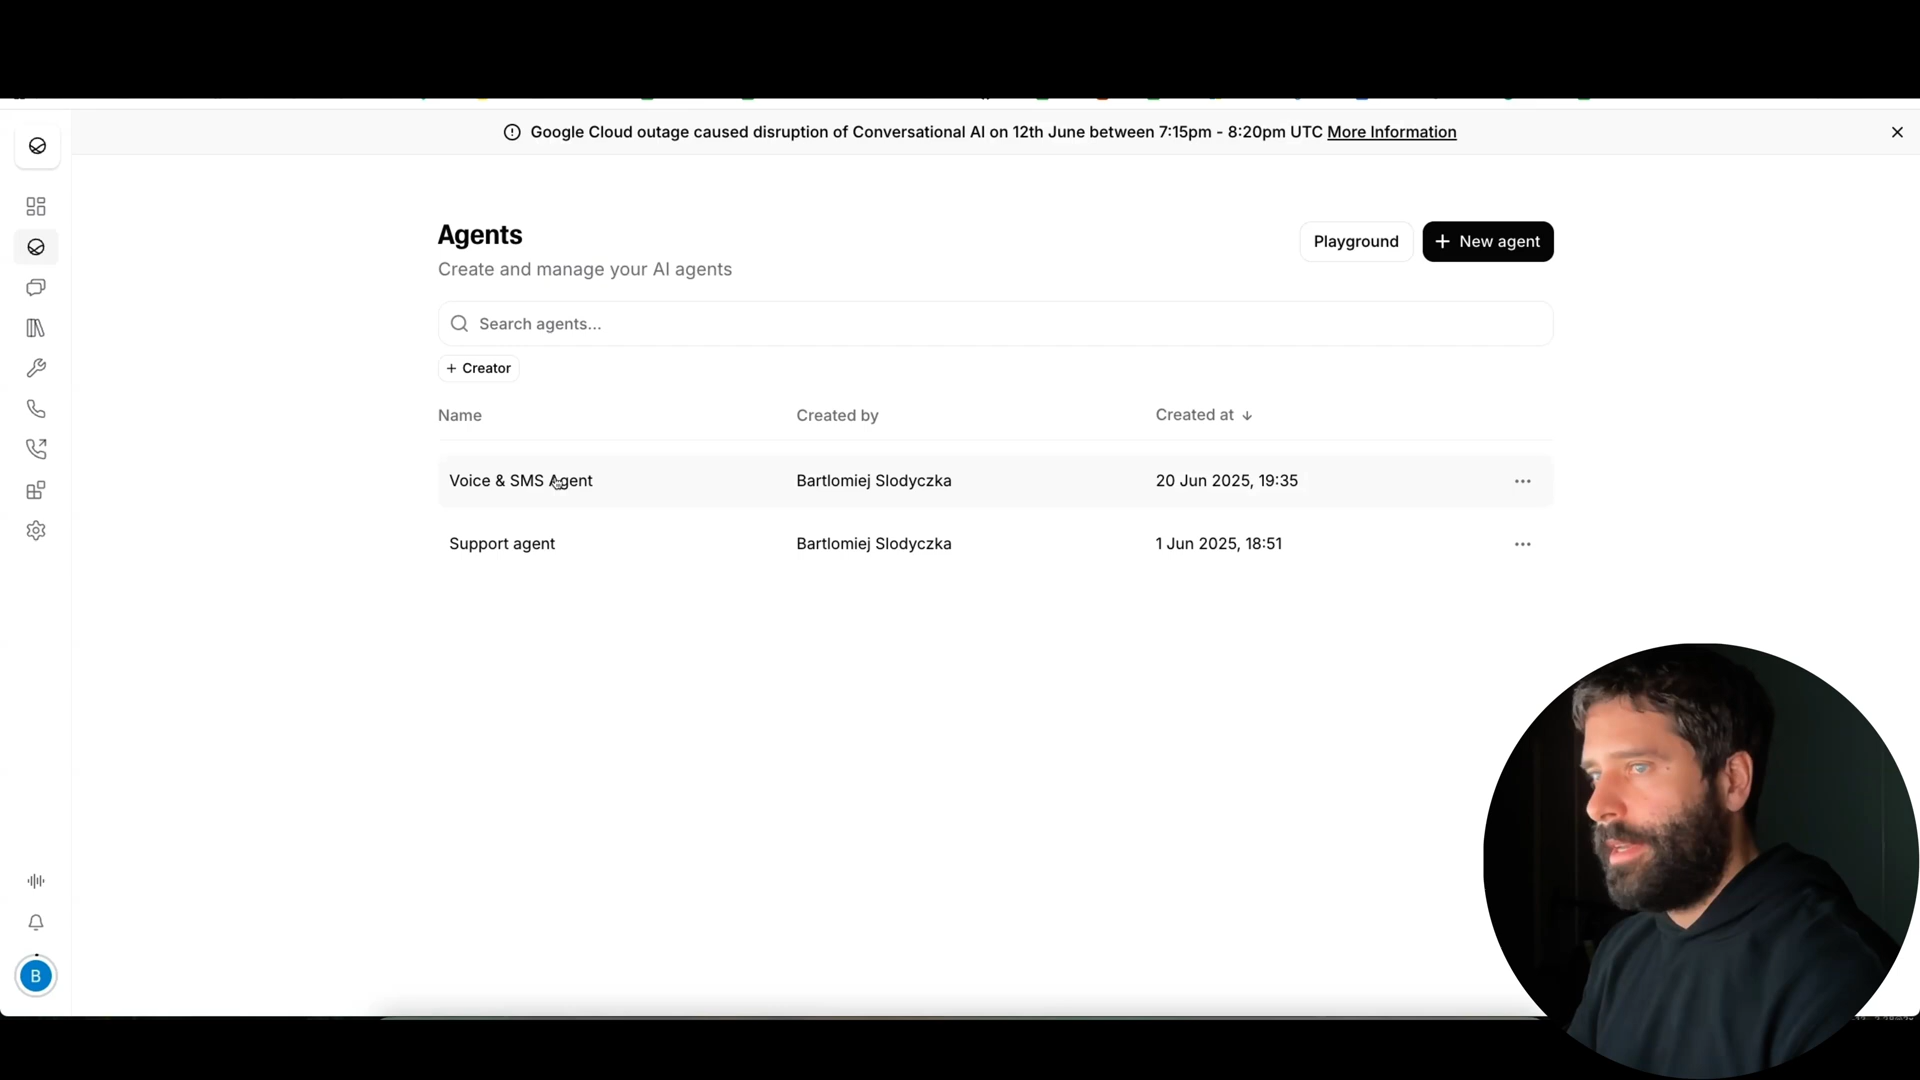 Google Cloud outage caused disruption of Conversational AI on 12th June between 7:15pm - 8:20pm UTC More Information
Agents
Create and manage your AI agents
Playground
+ New agent
Search agents...
+ Creator
Name
Created by
Created at ↓
Voice & SMS Agent
Bartlomiej Slodyczka
20 Jun 2025, 19:35
Support agent
Bartlomiej Slodyczka
1 Jun 2025, 18:51
B